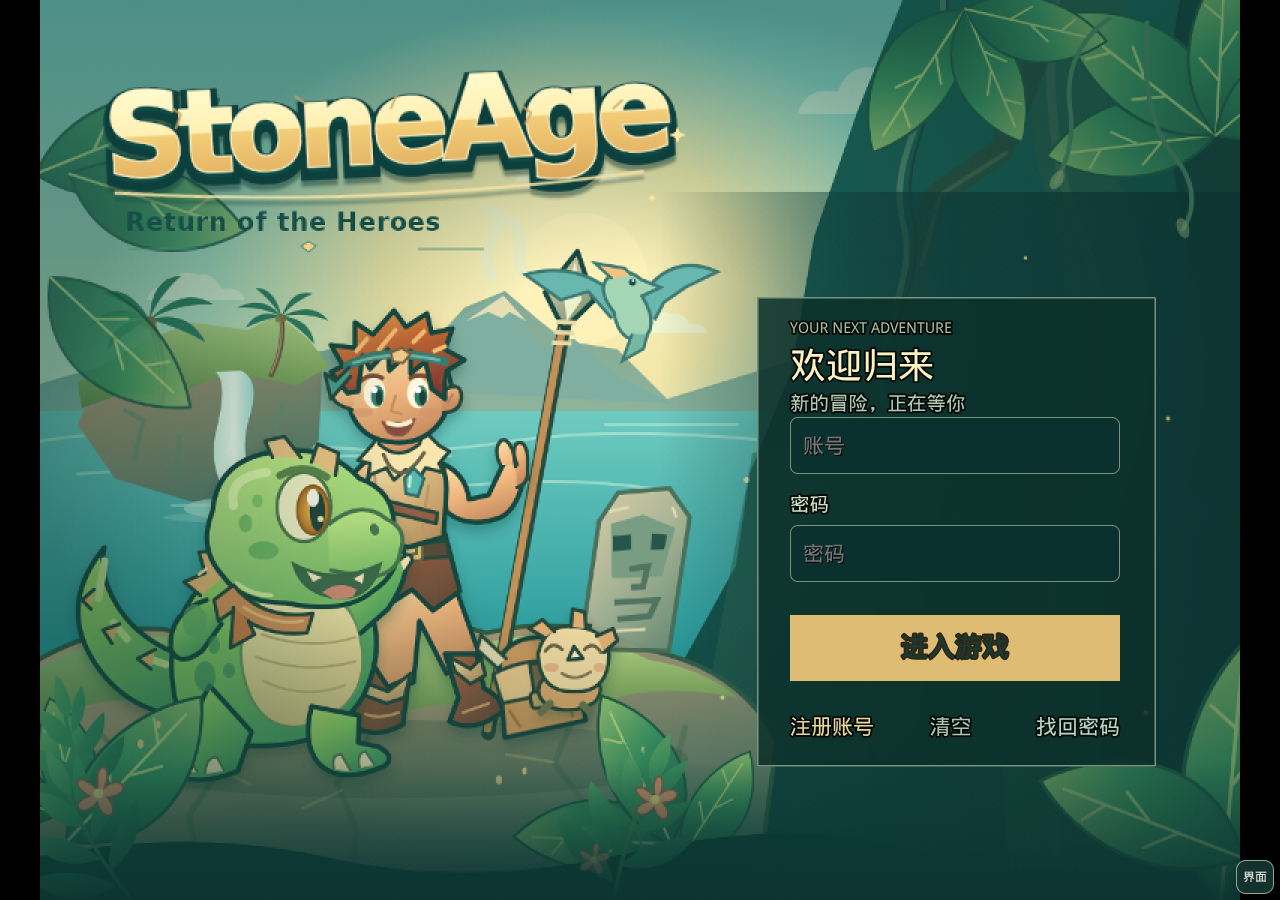 StoneAge
Return of the Heroes
YOUR NEXT ADVENTURE
欢迎归来
新的冒险，正在等你
账号
密码
密码
进入游戏
注册账号 清空 找回密码
界面